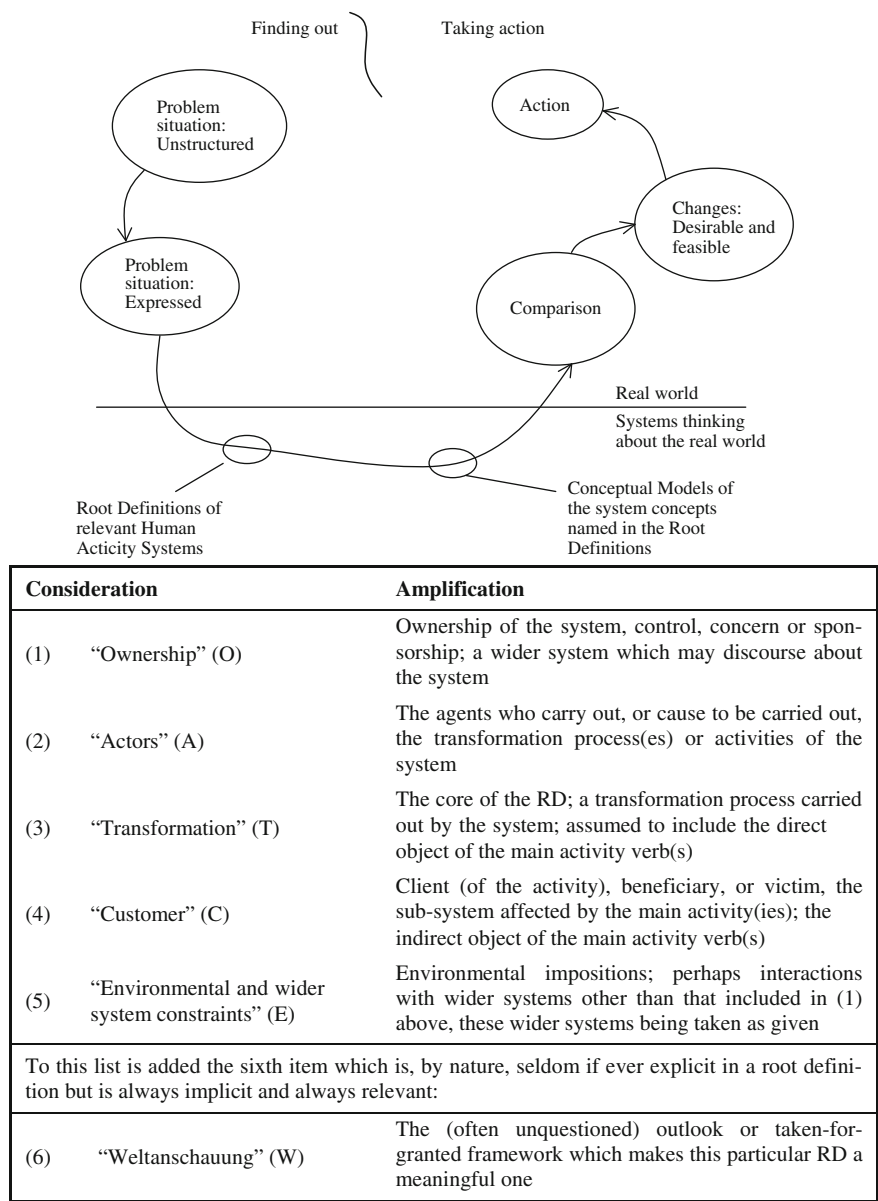 Finding out
Taking action
Problem
situation:
Unstructured
Action
Changes:
Desirable and
feasible
Problem
situation:
Expressed
Comparison
Real world
Systems thinking
about the real world
Root Definitions of
relevant Human
Acticity Systems
Conceptual Models of
the system concepts
named in the Root
Definitions
Consideration Amplification
(1) “Ownership” (O)
Ownership of the system, control, concern or spon-
sorship; a wider system which may discourse about
the system
(2) “Actors” (A)
The agents who carry out, or cause to be carried out,
the transformation process(es) or activities of the
system
(3) “Transformation” (T)
The core of the RD; a transformation process carried
out by the system; assumed to include the direct
object of the main activity verb(s)
(4) “Customer” (C)
Client (of the activity), beneficiary, or victim, the
sub-system affected by the main activity(ies); the
indirect object of the main activity verb(s)
(5) “Environmental and wider
system constraints” (E)
Environmental impositions; perhaps interactions
with wider systems other than that included in (1)
above, these wider systems being taken as given
To this list is added the sixth item which is, by nature, seldom if ever explicit in a root defini-
tion but is always implicit and always relevant:
(6) “Weltanschauung” (W)
The (often unquestioned) outlook or taken-for-
granted framework which makes this particular RD a
meaningful one